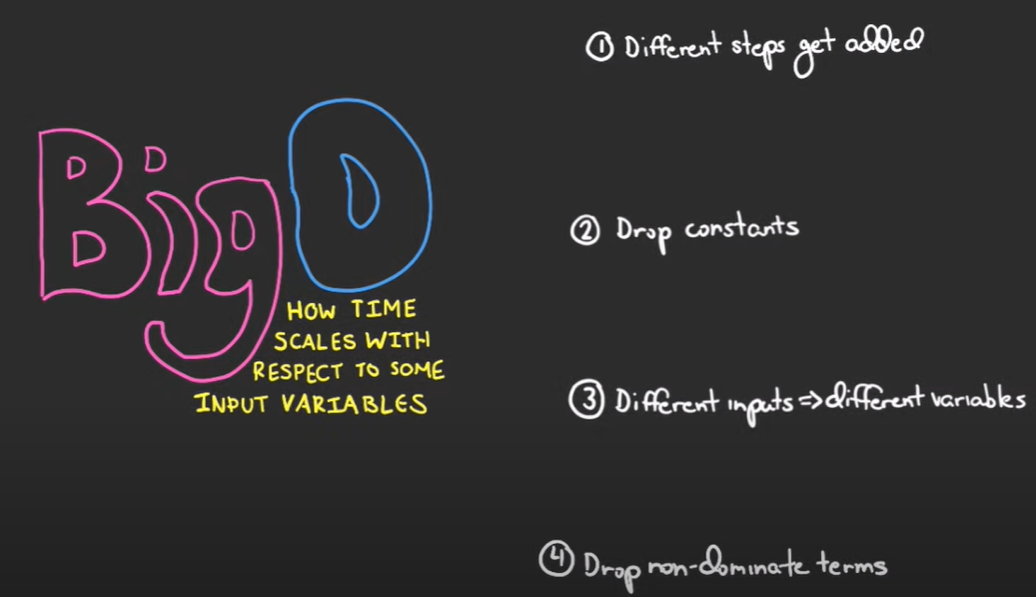 Big O
HOW TIME
SCALES WITH
RESPECT TO SOME
INPUT VARIABLES
① Different steps get added
② Drop constants
③ Different inputs => different variables
④ Drop non-dominate terms